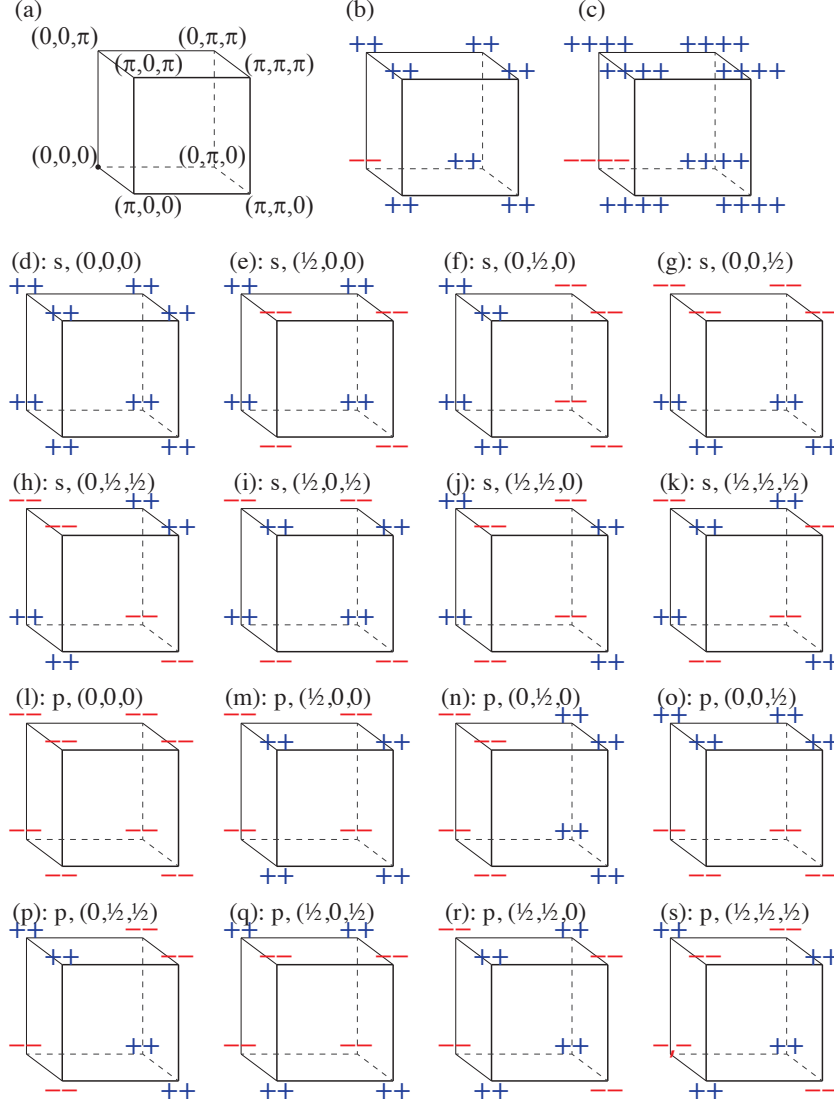 (a) (b) (c)
(0,0,π) (0,π,π) ++ ++ ++++ ++++
(π,0,π) (π,π,π) ++ ++ ++++ ++++
(0,0,0) (0,π,0) −− ++ −−−− ++++
(π,0,0) (π,π,0) ++ ++ ++++ ++++
(d): s, (0,0,0) (e): s, (½,0,0) (f): s, (0,½,0) (g): s, (0,0,½)
++ ++ ++ ++ ++ −− −− −−
++ ++ −− −− ++ −− −− −−
++ ++ ++ ++ ++ −− ++ ++
++ ++ −− −− ++ −− ++ ++
(h): s, (0,½,½) (i): s, (½,0,½) (j): s, (½,½,0) (k): s, (½,½,½)
−− ++ −− −− ++ −− −− ++
−− ++ ++ ++ −− ++ ++ −−
++ −− ++ ++ ++ −− ++ −−
++ −− −− −− −− ++ −− ++
(l): p, (0,0,0) (m): p, (½,0,0) (n): p, (0,½,0) (o): p, (0,0,½)
−− −− −− −− −− ++ ++ ++
−− −− ++ ++ −− ++ ++ ++
−− −− −− −− −− ++ −− −−
−− −− ++ ++ −− ++ −− −−
(p): p, (0,½,½) (q): p, (½,0,½) (r): p, (½,½,0) (s): p, (½,½,½)
++ −− ++ ++ −− ++ ++ −−
++ −− −− −− ++ −− −− ++
−− ++ −− −− −− ++ −− ++
−− ++ ++ ++ ++ −− ++ −−